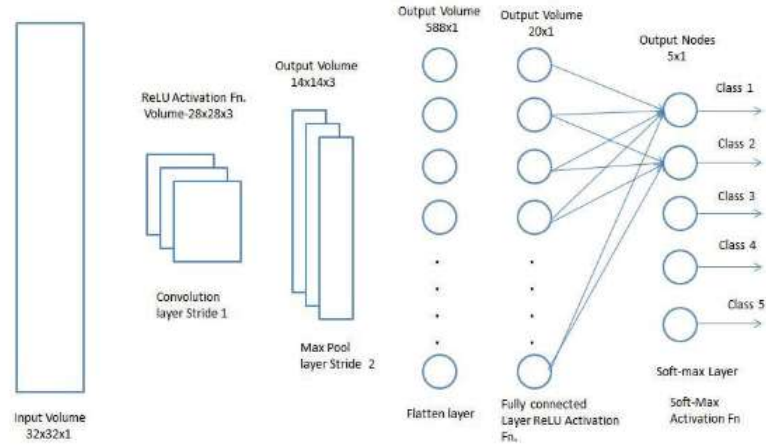 Input Volume
32x32x1
ReLU Activation Fn.
Volume-28x28x3
Convolution
layer Stride 1
Output Volume
14x14x3
Max Pool
layer Stride 2
Output Volume
588x1
Flatten layer
Output Volume
20x1
Fully connected
Layer ReLU Activation
Fn.
Output Nodes
5x1
Class 1
Class 2
Class 3
Class 4
Class 5
Soft-max Layer
Soft-Max
Activation Fn